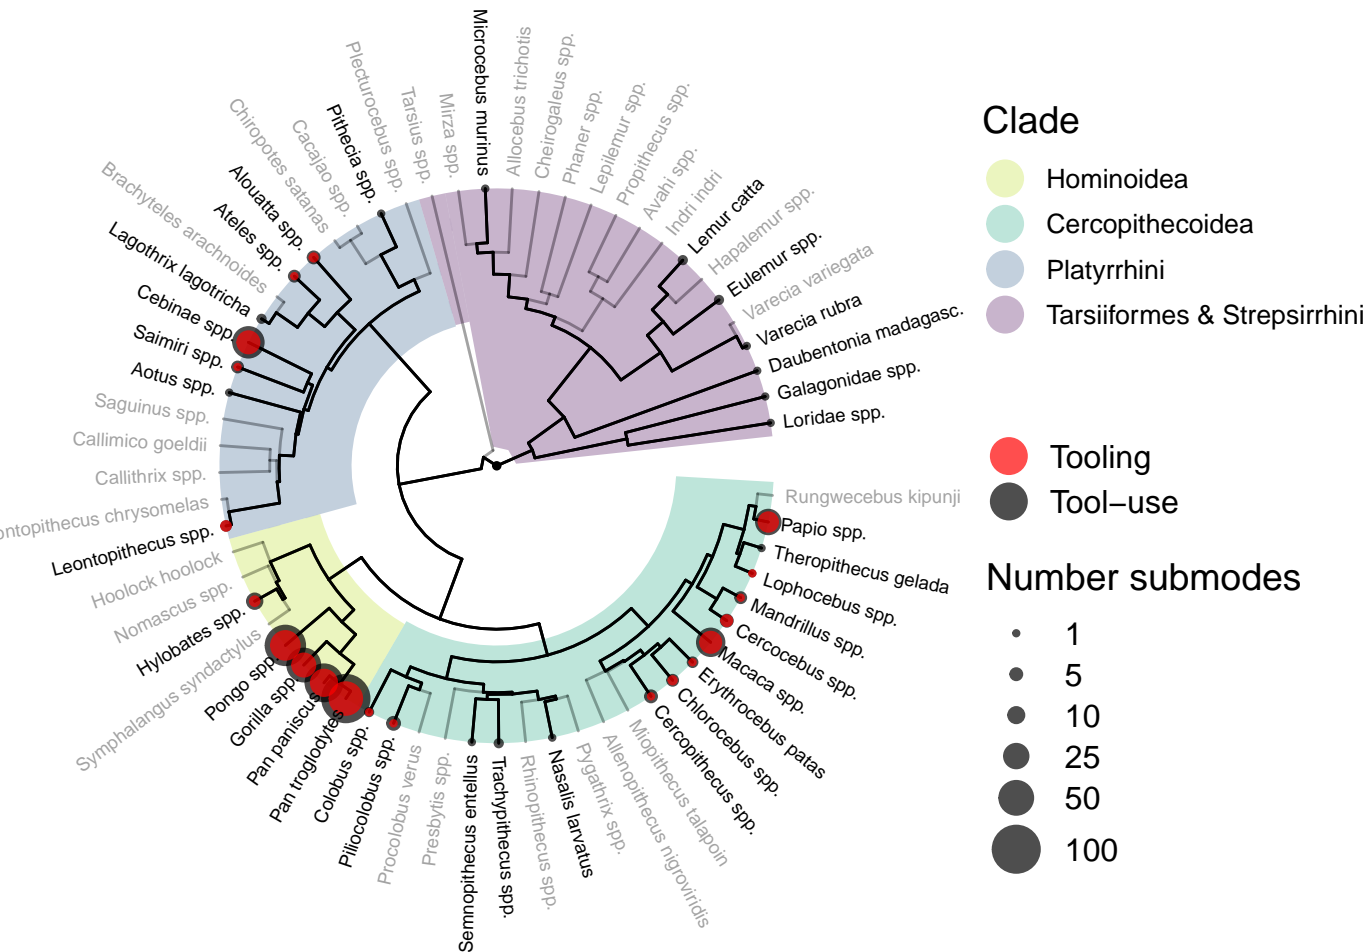 Microcebus murinus
Allocebus trichotis
Cheirogaleus spp.
Phaner spp.
Lepilemur spp.
Propithecus spp.
Avahi spp.
Indri indri
Lemur catta
Hapalemur spp.
Eulemur spp.
Varecia variegata
Varecia rubra
Daubentonia madagasc.
Galagonidae spp.
Loridae spp.
Rungwecebus kipunji
Papio spp.
Theropithecus gelada
Lophocebus spp.
Mandrillus spp.
Cercocebus spp.
Macaca spp.
Erythrocebus patas
Chlorocebus spp.
Cercopithecus spp.
Miopithecus talapoin
Allenopithecus nigroviridis
Pygathrix spp.
Nasalis larvatus
Rhinopithecus spp.
Trachypithecus spp.
Semnopithecus entellus
Presbytis spp.
Procolobus verus
Piliocolobus spp.
Colobus spp.
Pan troglodytes
Pan paniscus
Gorilla spp.
Pongo spp.
Symphalangus syndactylus
Hylobates spp.
Nomascus spp.
Hoolock hoolock
Leontopithecus spp.
ontopithecus chrysomelas
Callithrix spp.
Callimico goeldii
Saguinus spp.
Aotus spp.
Saimiri spp.
Cebinae spp.
Lagothrix lagotricha
Brachyteles arachnoides
Ateles spp.
Alouatta spp.
Chiropotes satanas
Cacajao spp.
Pithecia spp.
Plecturocebus spp.
Tarsius spp.
Mirza spp.
Clade
Hominoidea
Cercopithecoidea
Platyrrhini
Tarsiiformes & Strepsirrhini
Tooling
Tool−use
Number submodes
1
5
10
25
50
100